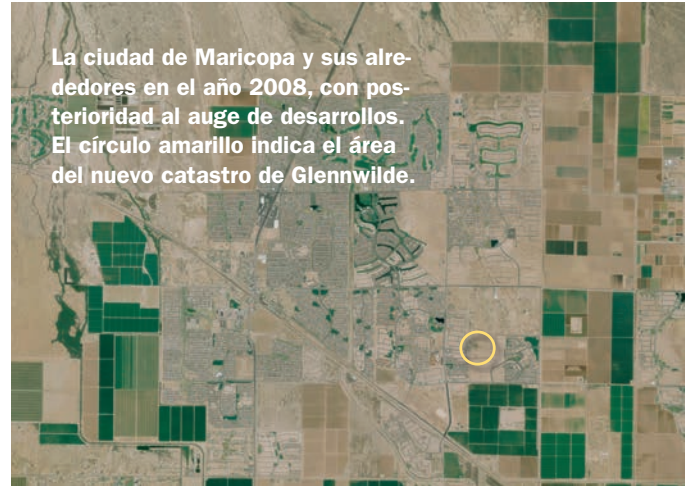 La ciudad de Maricopa y sus alre-
dedores en el año 2008, con pos-
terioridad al auge de desarrollos.
El círculo amarillo indica el área
del nuevo catastro de Glennwilde.